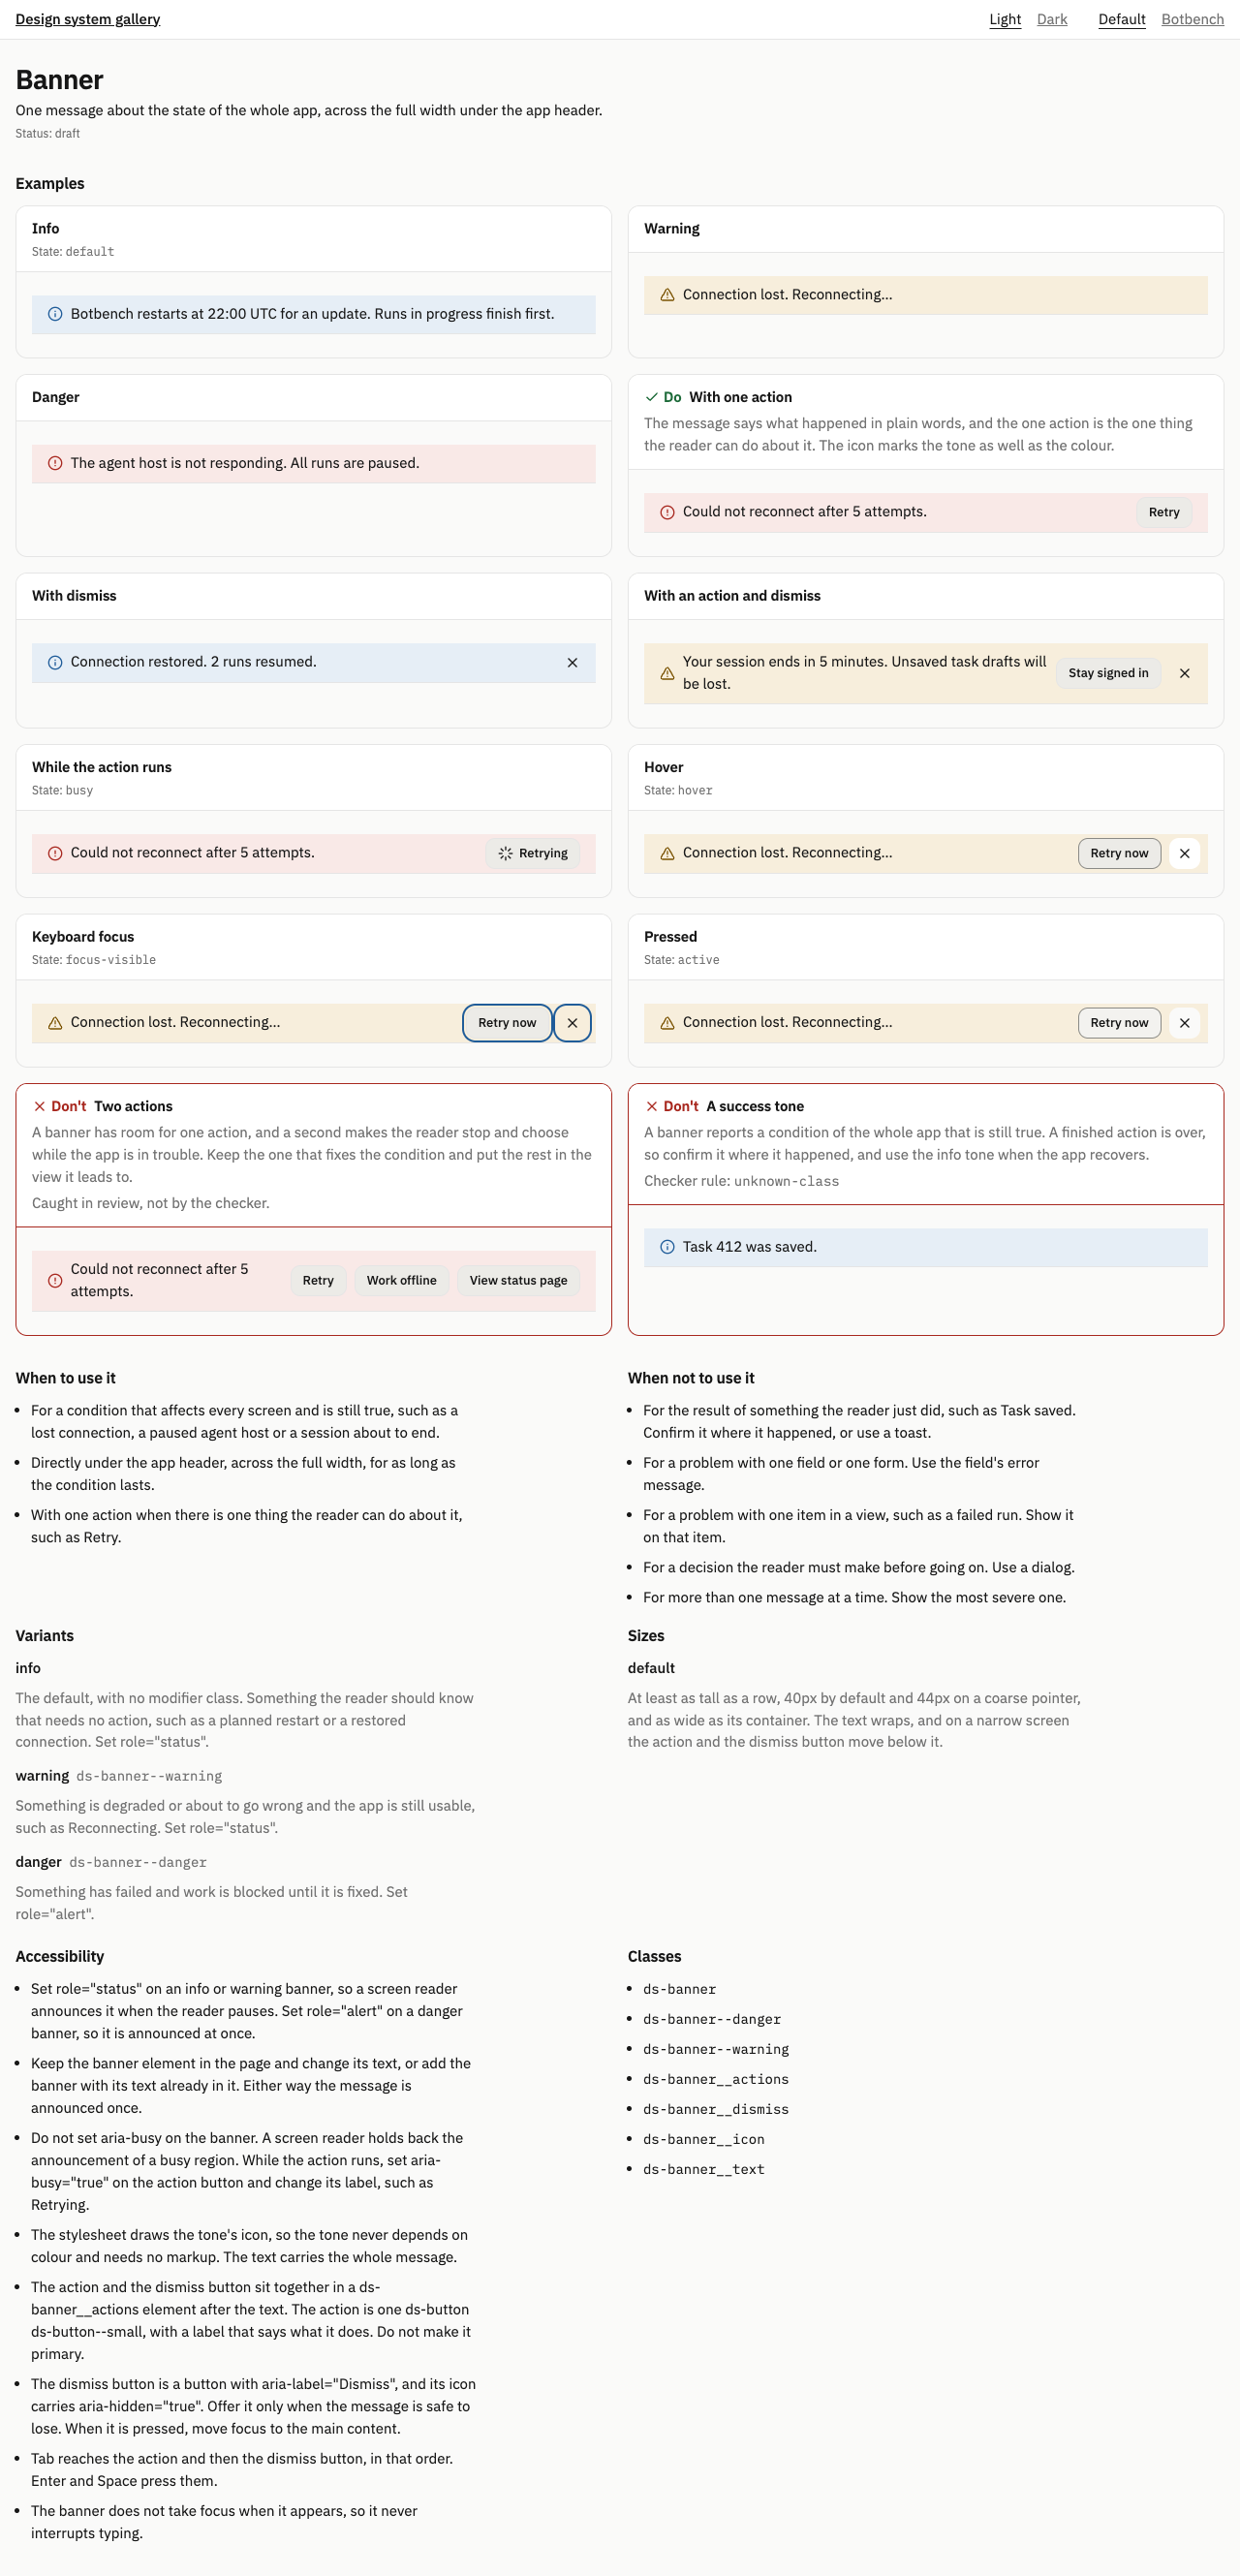 Design system gallery
Light Dark Default Botbench
Banner
One message about the state of the whole app, across the full width under the app header.
Status: draft
Examples
Info
State: default
Botbench restarts at 22:00 UTC for an update. Runs in progress finish first.
Warning
Connection lost. Reconnecting...
Danger
The agent host is not responding. All runs are paused.
Do With one action
The message says what happened in plain words, and the one action is the one thing
the reader can do about it. The icon marks the tone as well as the colour.
Could not reconnect after 5 attempts.
Retry
With dismiss
Connection restored. 2 runs resumed.
With an action and dismiss
Your session ends in 5 minutes. Unsaved task drafts will
be lost.
Stay signed in
While the action runs
State: busy
Could not reconnect after 5 attempts.
Retrying
Hover
State: hover
Connection lost. Reconnecting...
Retry now
Keyboard focus
State: focus-visible
Connection lost. Reconnecting...
Retry now
Pressed
State: active
Connection lost. Reconnecting...
Retry now
Don't Two actions
A banner has room for one action, and a second makes the reader stop and choose
while the app is in trouble. Keep the one that fixes the condition and put the rest in the
view it leads to.
Caught in review, not by the checker.
Could not reconnect after 5
attempts.
Retry
Work offline
View status page
Don't A success tone
A banner reports a condition of the whole app that is still true. A finished action is over,
so confirm it where it happened, and use the info tone when the app recovers.
Checker rule: unknown-class
Task 412 was saved.
When to use it
For a condition that affects every screen and is still true, such as a
lost connection, a paused agent host or a session about to end.
Directly under the app header, across the full width, for as long as
the condition lasts.
With one action when there is one thing the reader can do about it,
such as Retry.
When not to use it
For the result of something the reader just did, such as Task saved.
Confirm it where it happened, or use a toast.
For a problem with one field or one form. Use the field's error
message.
For a problem with one item in a view, such as a failed run. Show it
on that item.
For a decision the reader must make before going on. Use a dialog.
For more than one message at a time. Show the most severe one.
Variants
info
The default, with no modifier class. Something the reader should know
that needs no action, such as a planned restart or a restored
connection. Set role="status".
warning ds-banner--warning
Something is degraded or about to go wrong and the app is still usable,
such as Reconnecting. Set role="status".
danger ds-banner--danger
Something has failed and work is blocked until it is fixed. Set
role="alert".
Sizes
default
At least as tall as a row, 40px by default and 44px on a coarse pointer,
and as wide as its container. The text wraps, and on a narrow screen
the action and the dismiss button move below it.
Accessibility
Set role="status" on an info or warning banner, so a screen reader
announces it when the reader pauses. Set role="alert" on a danger
banner, so it is announced at once.
Keep the banner element in the page and change its text, or add the
banner with its text already in it. Either way the message is
announced once.
Do not set aria-busy on the banner. A screen reader holds back the
announcement of a busy region. While the action runs, set aria-
busy="true" on the action button and change its label, such as
Retrying.
The stylesheet draws the tone's icon, so the tone never depends on
colour and needs no markup. The text carries the whole message.
The action and the dismiss button sit together in a ds-
banner__actions element after the text. The action is one ds-button
ds-button--small, with a label that says what it does. Do not make it
primary.
The dismiss button is a button with aria-label="Dismiss", and its icon
carries aria-hidden="true". Offer it only when the message is safe to
lose. When it is pressed, move focus to the main content.
Tab reaches the action and then the dismiss button, in that order.
Enter and Space press them.
The banner does not take focus when it appears, so it never
interrupts typing.
Classes
ds-banner
ds-banner--danger
ds-banner--warning
ds-banner__actions
ds-banner__dismiss
ds-banner__icon
ds-banner__text